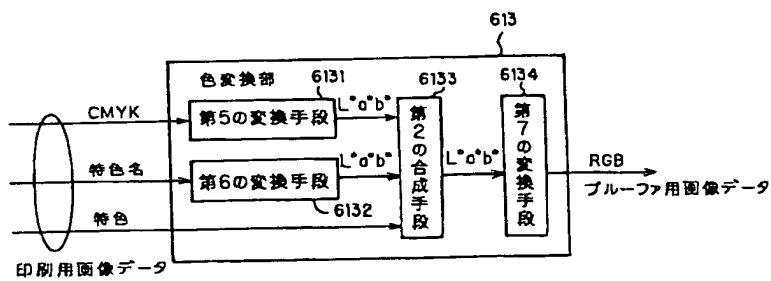 613
色変換部
6131
6133
6134
CMYK
第5の変換手段
L*a*b*
第2の合成手段
第7の変換手段
特色名
第6の変換手段
L*a*b*
L*a*b*
RGB
プルーファ用画像データ
6132
特色
印刷用画像データ